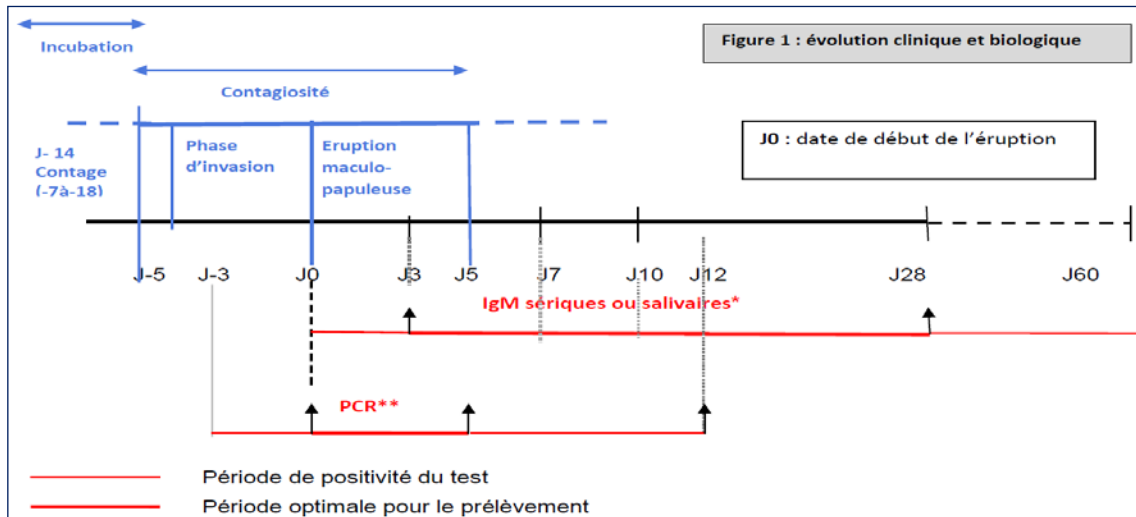 Incubation
Figure 1 : évolution clinique et biologique
Contagiosité
J0 : date de début de l'éruption
J- 14
Contage
(-7à-18)
Phase
d'invasion
Eruption
maculo-
papuleuse
J-5 J-3 J0 J3 J5 J7 J10 J12 J28 J60
IgM sériques ou salivaires*
PCR**
Période de positivité du test
Période optimale pour le prélèvement